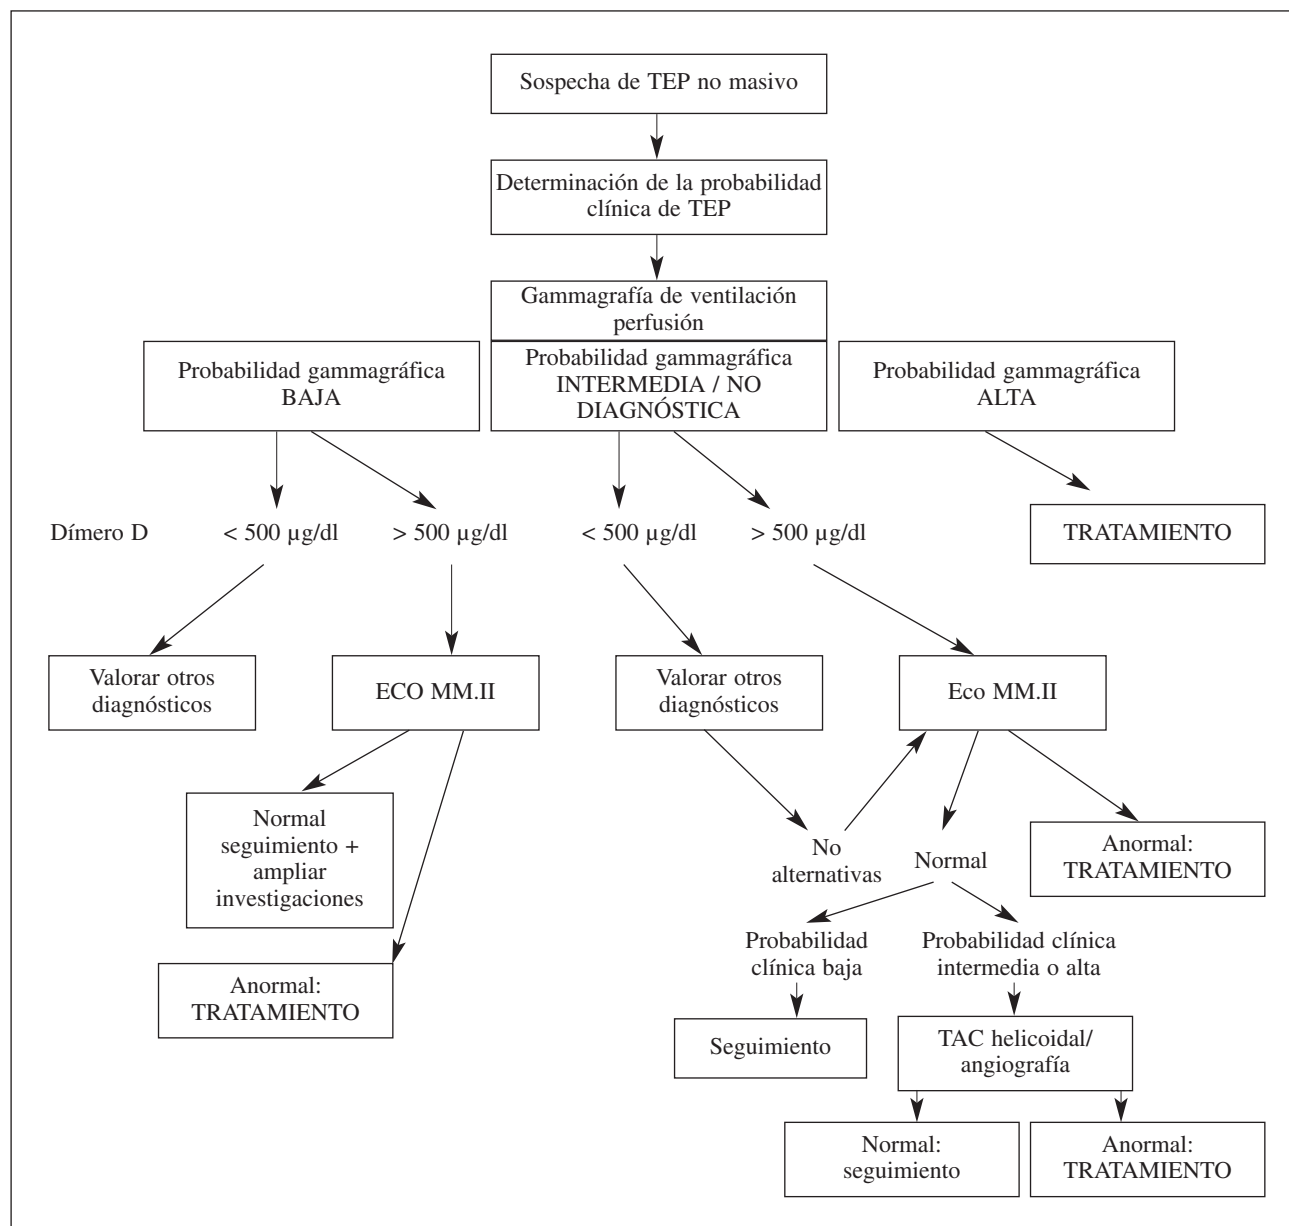 Sospecha de TEP no masivo
Determinación de la probabilidad
clínica de TEP
Gammagrafía de ventilación
perfusión
Probabilidad gammagráfica
BAJA
Probabilidad gammagráfica
INTERMEDIA / NO
DIAGNÓSTICA
Probabilidad gammagráfica
ALTA
Dímero D
< 500 µg/dl
> 500 µg/dl
< 500 µg/dl
> 500 µg/dl
TRATAMIENTO
Valorar otros
diagnósticos
ECO MM.II
Valorar otros
diagnósticos
Eco MM.II
Normal
seguimiento +
ampliar
investigaciones
No
alternativas
Normal
Anormal:
TRATAMIENTO
Anormal:
TRATAMIENTO
Probabilidad
clínica baja
Probabilidad clínica
intermedia o alta
Seguimiento
TAC helicoidal/
angiografía
Normal:
seguimiento
Anormal:
TRATAMIENTO